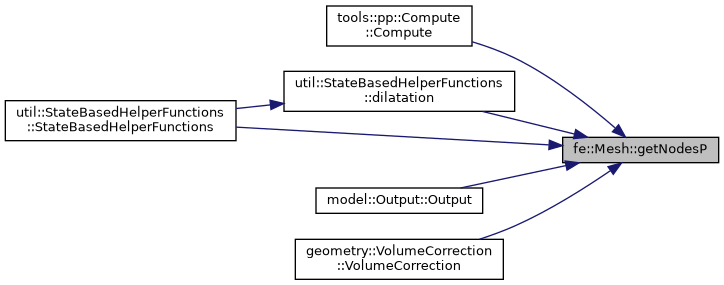 tools::pp::Compute
::Compute
util::StateBasedHelperFunctions
::dilatation
util::StateBasedHelperFunctions
::StateBasedHelperFunctions
fe::Mesh::getNodesP
model::Output::Output
geometry::VolumeCorrection
::VolumeCorrection